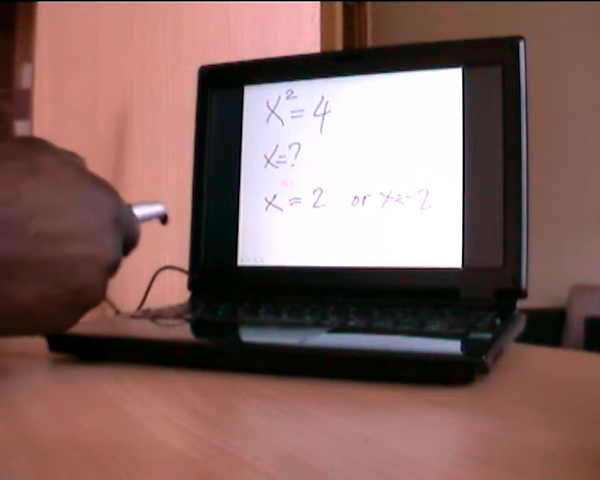 x² = 4
x=?
x = 2 or x=-2